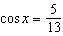 cos x = 5/13